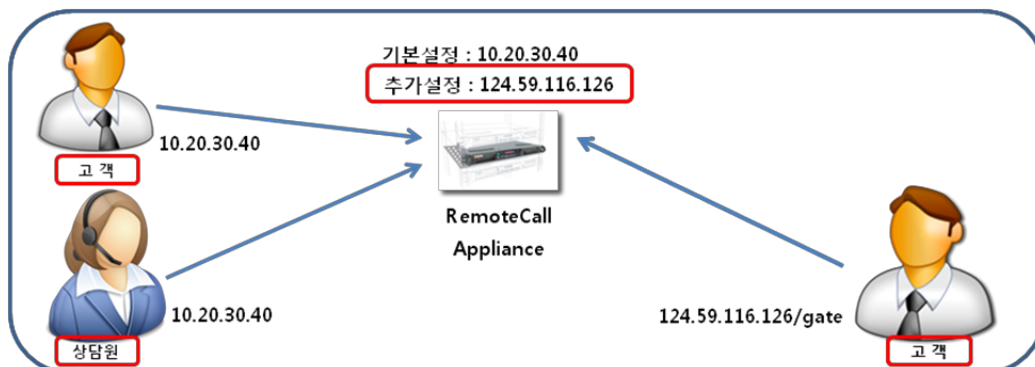 기본설정 : 10.20.30.40
추가설정 : 124.59.116.126
10.20.30.40
고 객
RemoteCall
Appliance
10.20.30.40
상담원
124.59.116.126/gate
고 객